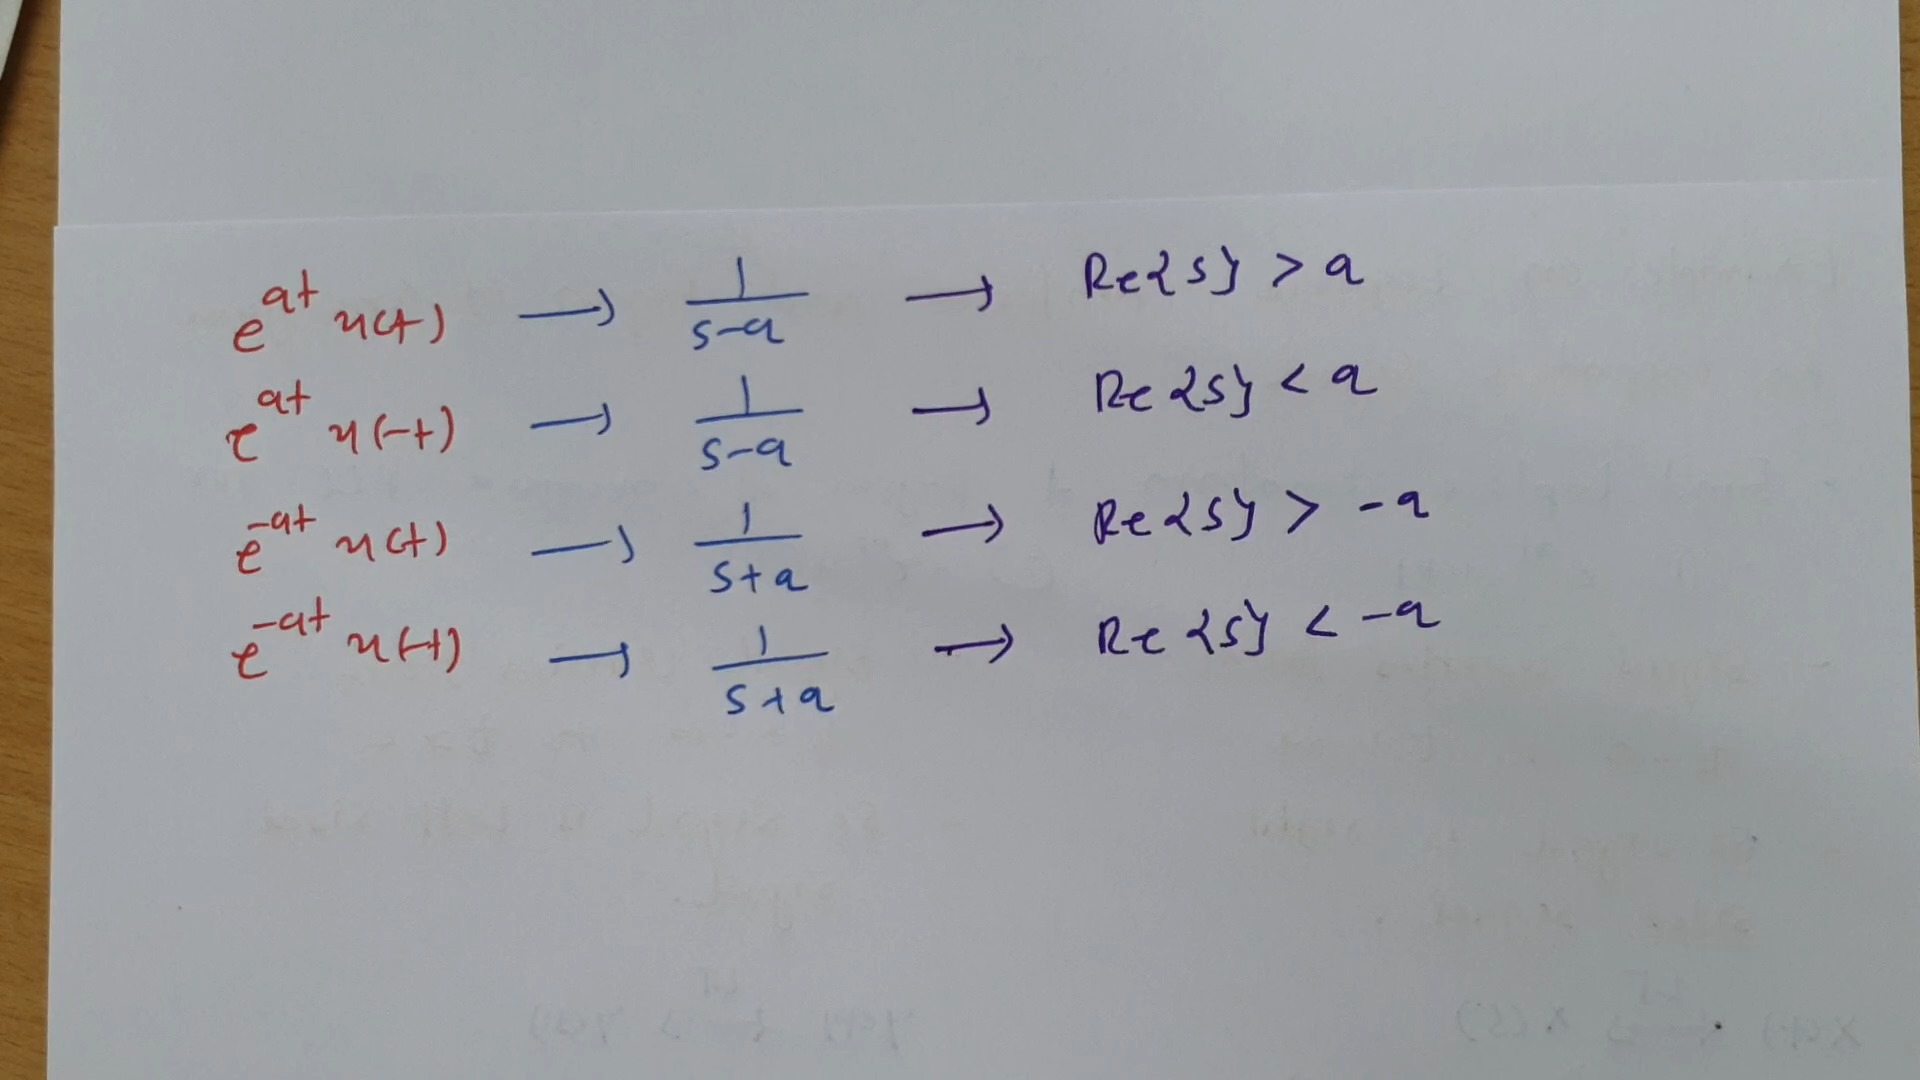 e^{at} u(t) → 1/(s-a) → Re{s} > a
e^{at} u(-t) → 1/(s-a) → Re{s} < a
e^{-at} u(t) → 1/(s+a) → Re{s} > -a
e^{-at} u(-t) → 1/(s+a) → Re{s} < -a